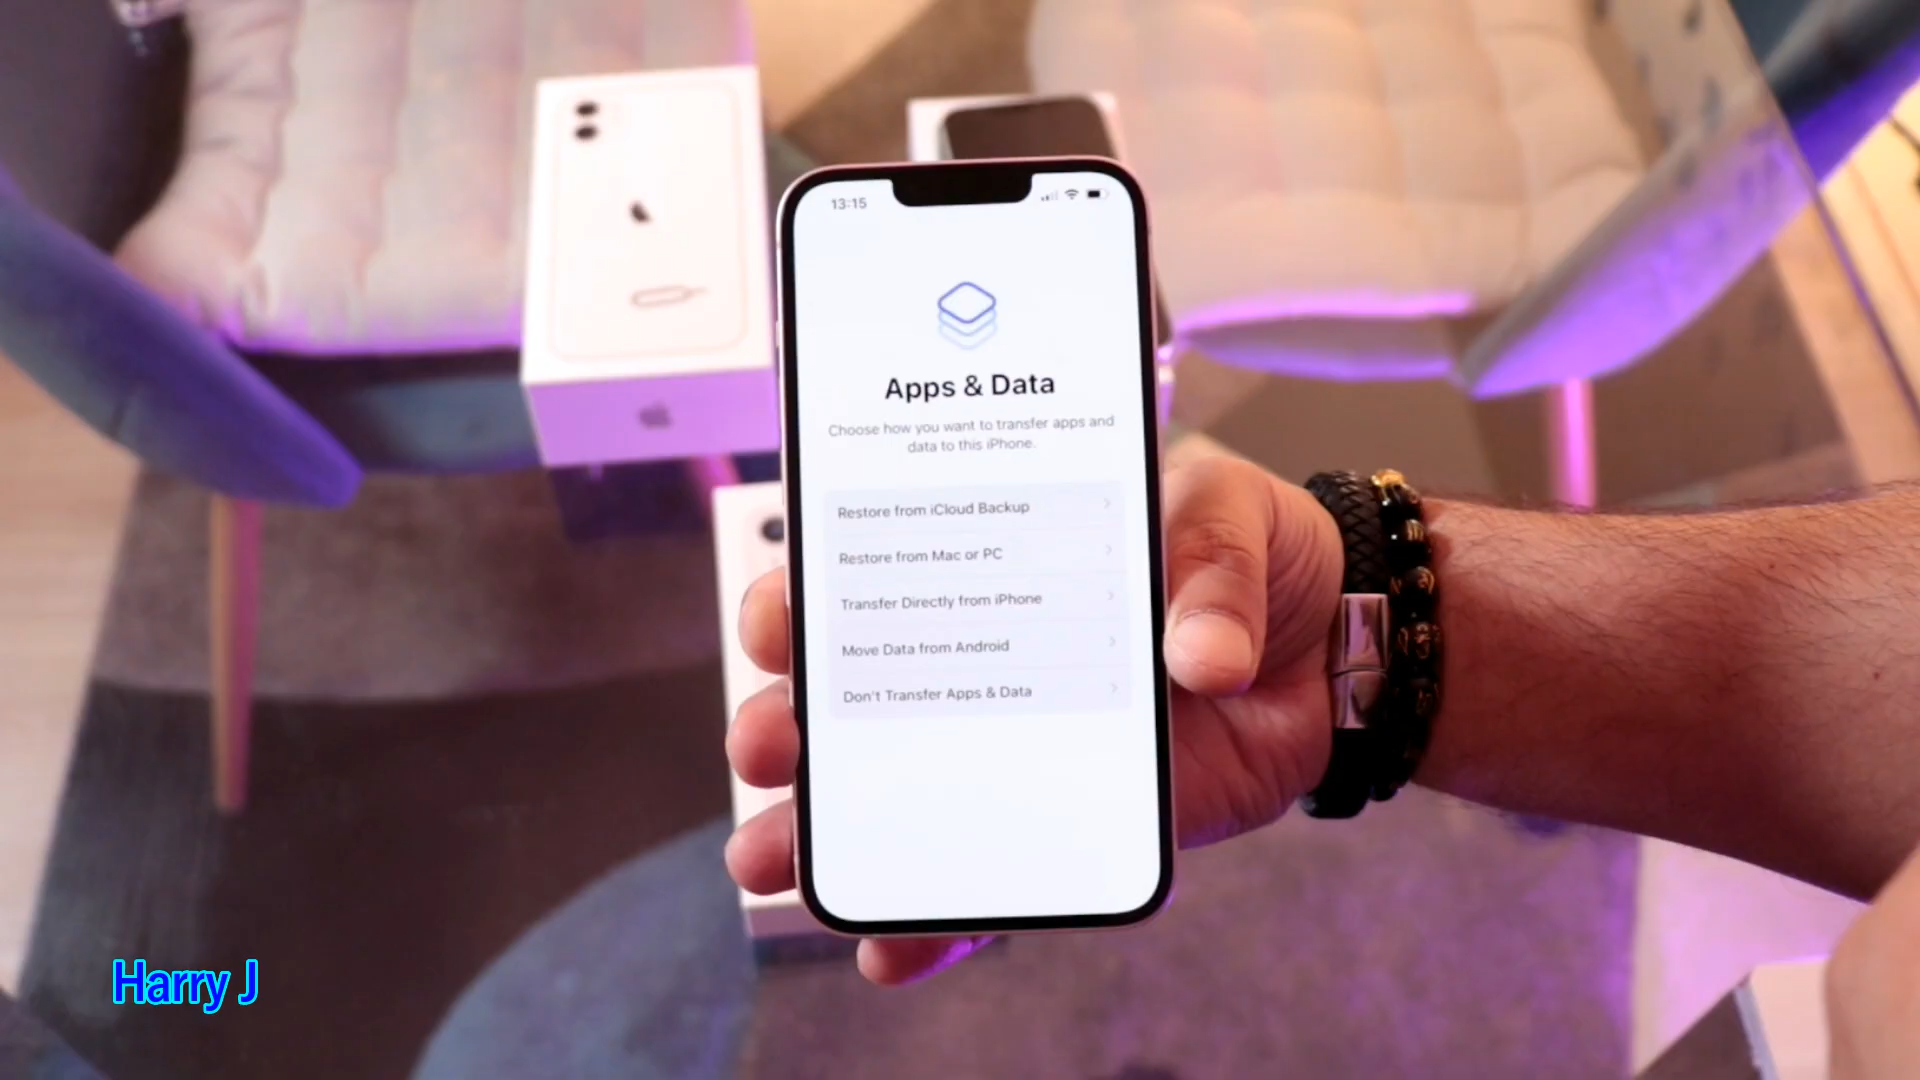 13:15
Apps & Data
Choose how you want to transfer apps and
data to this iPhone.
Restore from iCloud Backup
Restore from Mac or PC
Transfer Directly from iPhone
Move Data from Android
Don't Transfer Apps & Data
Harry J